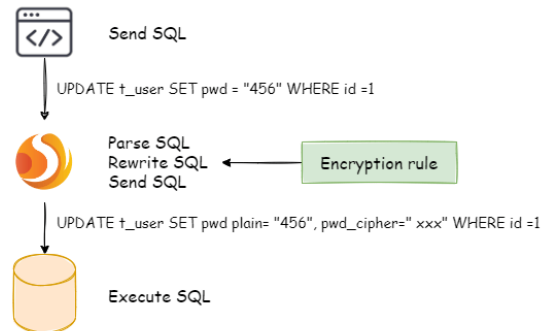 </>
Send SQL
UPDATE t_user SET pwd = "456" WHERE id =1
Parse SQL
Rewrite SQL
Send SQL
Encryption rule
UPDATE t_user SET pwd plain= "456", pwd_cipher=" xxx" WHERE id =1
Execute SQL